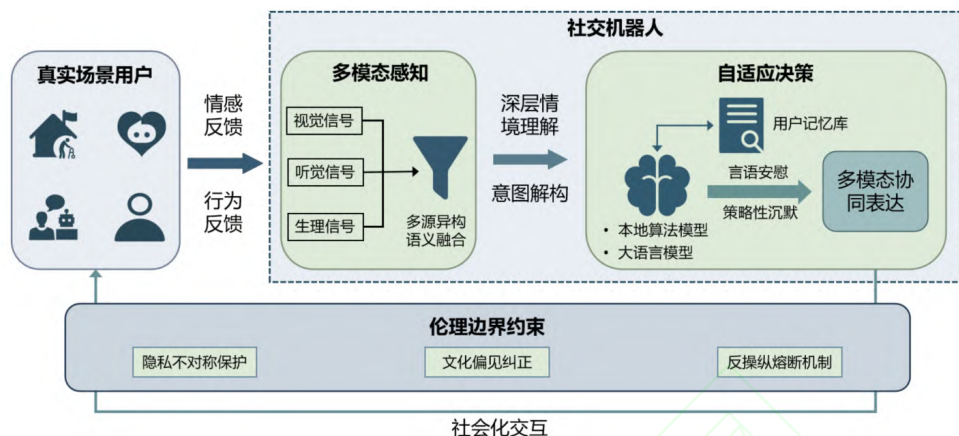 社交机器人
真实场景用户
情感
反馈
行为
反馈
多模态感知
视觉信号
听觉信号
生理信号
多源异构
语义融合
深层情
境理解
意图解构
自适应决策
用户记忆库
言语安慰
策略性沉默
• 本地算法模型
• 大语言模型
多模态协
同表达
伦理边界约束
隐私不对称保护
文化偏见纠正
反操纵熔断机制
社会化交互